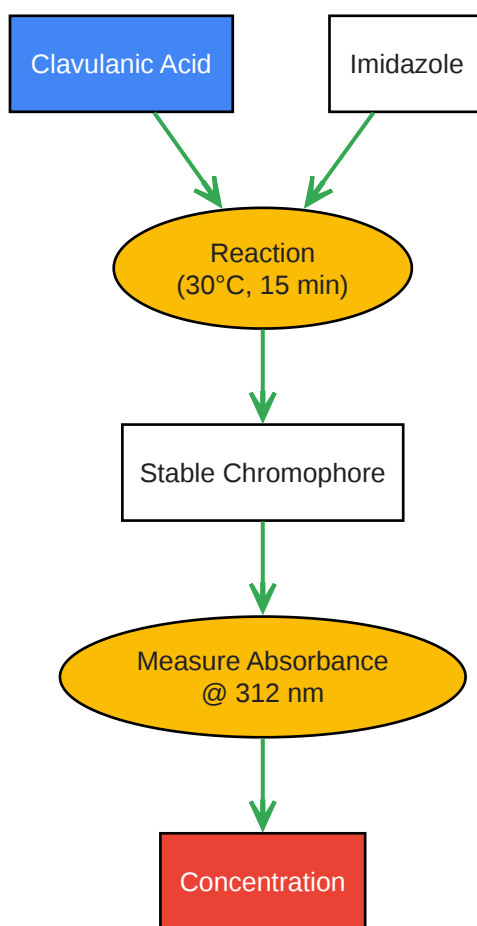 Clavulanic Acid
Imidazole
Reaction
(30°C, 15 min)
Stable Chromophore
Measure Absorbance
@ 312 nm
Concentration